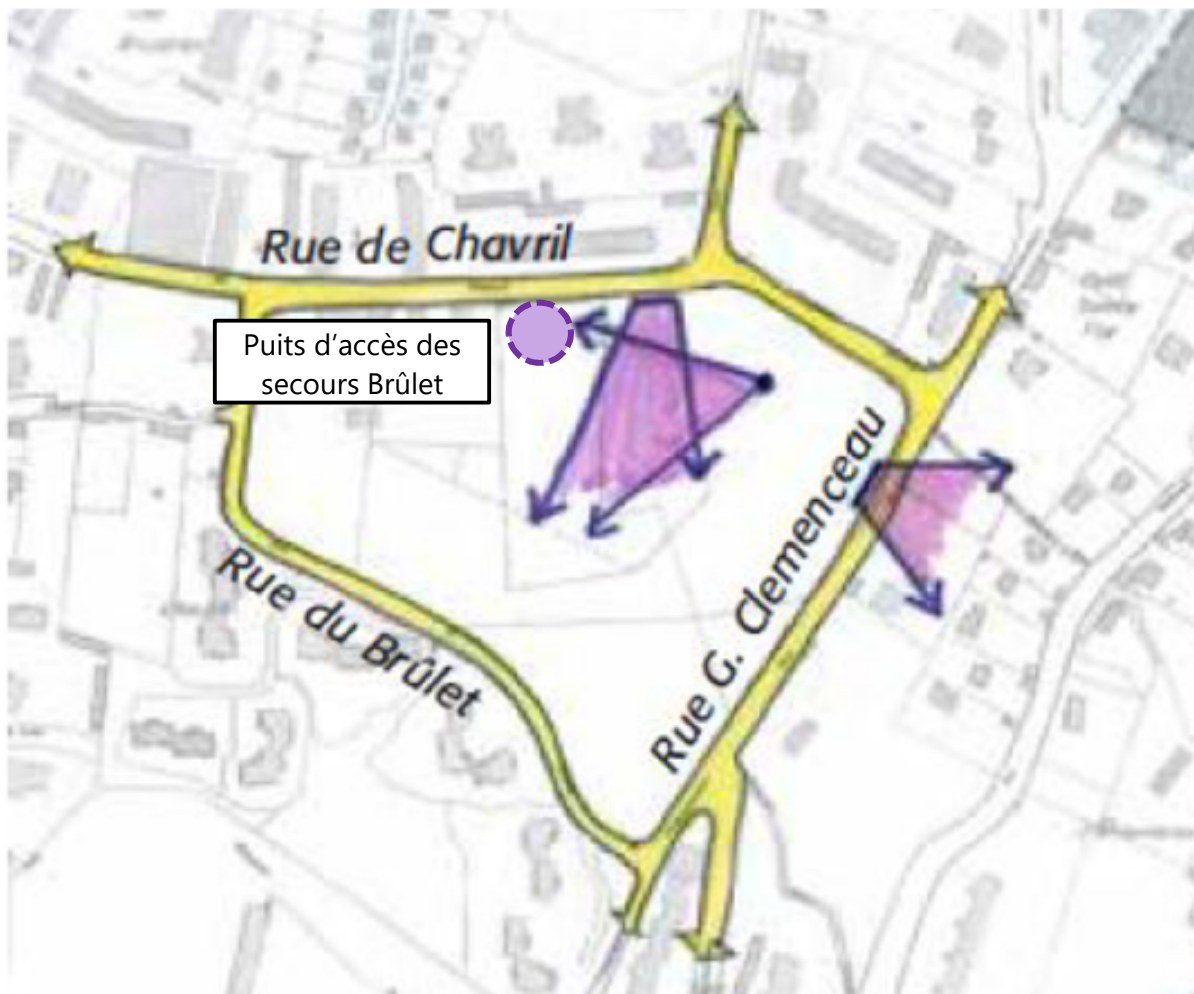 Rue de Chavril
Puits d'accès des
secours Brûlet
Rue G. Clemenceau
Rue du Brûlet